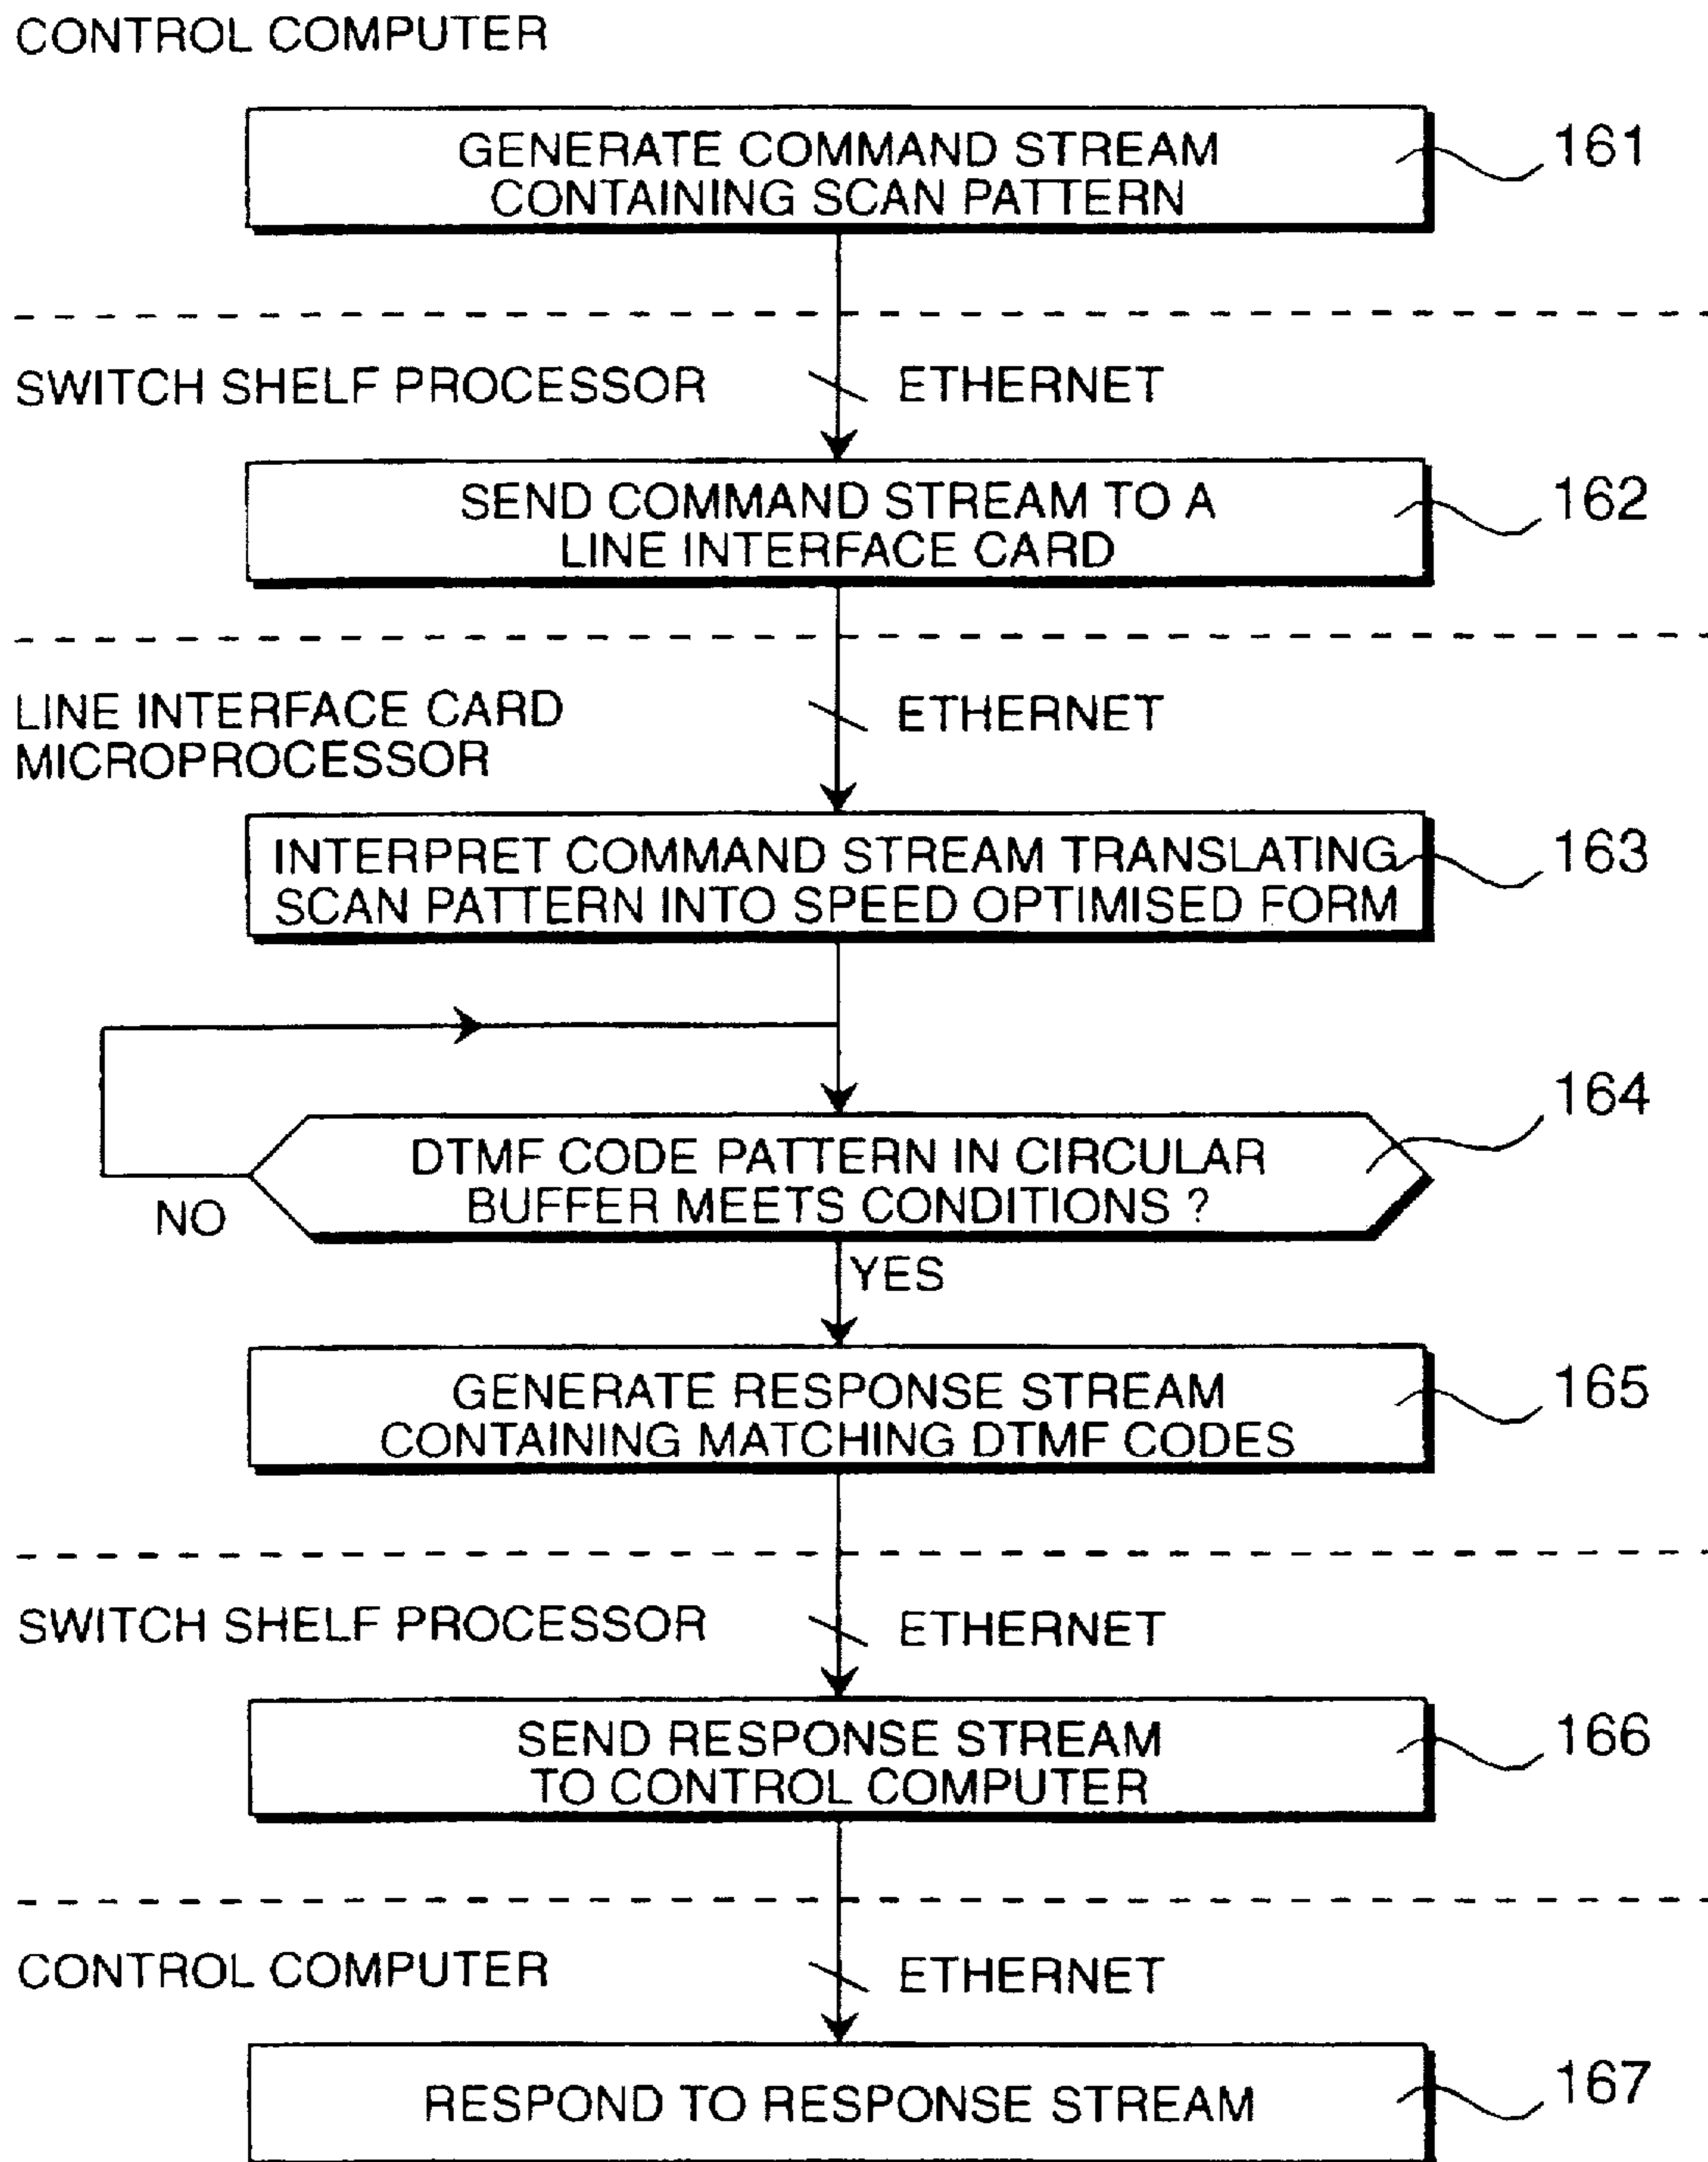 CONTROL COMPUTER
GENERATE COMMAND STREAM
CONTAINING SCAN PATTERN
161
SWITCH SHELF PROCESSOR
ETHERNET
SEND COMMAND STREAM TO A
LINE INTERFACE CARD
162
LINE INTERFACE CARD
MICROPROCESSOR
ETHERNET
INTERPRET COMMAND STREAM TRANSLATING
SCAN PATTERN INTO SPEED OPTIMISED FORM
163
DTMF CODE PATTERN IN CIRCULAR
BUFFER MEETS CONDITIONS ?
164
NO
YES
GENERATE RESPONSE STREAM
CONTAINING MATCHING DTMF CODES
165
SWITCH SHELF PROCESSOR
ETHERNET
SEND RESPONSE STREAM
TO CONTROL COMPUTER
166
CONTROL COMPUTER
ETHERNET
RESPOND TO RESPONSE STREAM
167